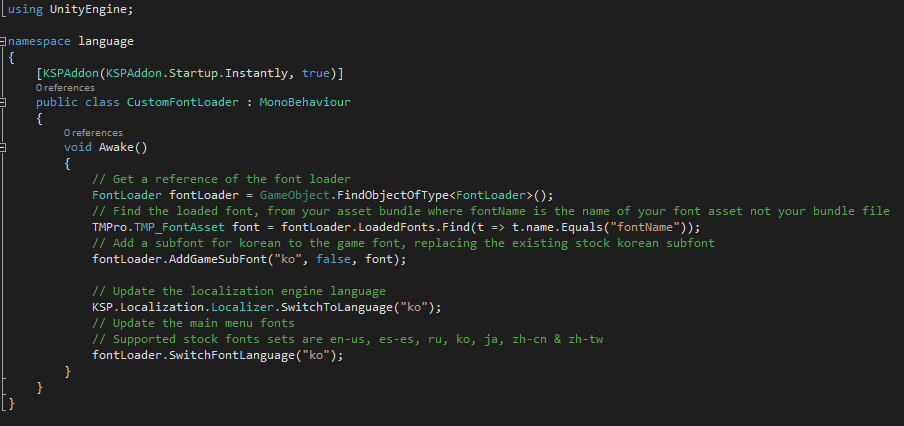 using UnityEngine;
namespace language
{
[KSPAddon(KSPAddon.Startup.Instantly, true)]
0 references
public class CustomFontLoader : MonoBehaviour
{
0 references
void Awake()
{
// Get a reference of the font loader
FontLoader fontLoader = GameObject.FindObjectOfType<FontLoader>();
// Find the loaded font, from your asset bundle where fontName is the name of your font asset not your bundle file
TMPro.TMP_FontAsset font = fontLoader.LoadedFonts.Find(t => t.name.Equals("fontName"));
// Add a subfont for korean to the game font, replacing the existing stock korean subfont
fontLoader.AddGameSubFont("ko", false, font);
// Update the localization engine language
KSP.Localization.Localizer.SwitchToLanguage("ko");
// Update the main menu fonts
// Supported stock fonts sets are en-us, es-es, ru, ko, ja, zh-cn & zh-tw
fontLoader.SwitchFontLanguage("ko");
}
}
}